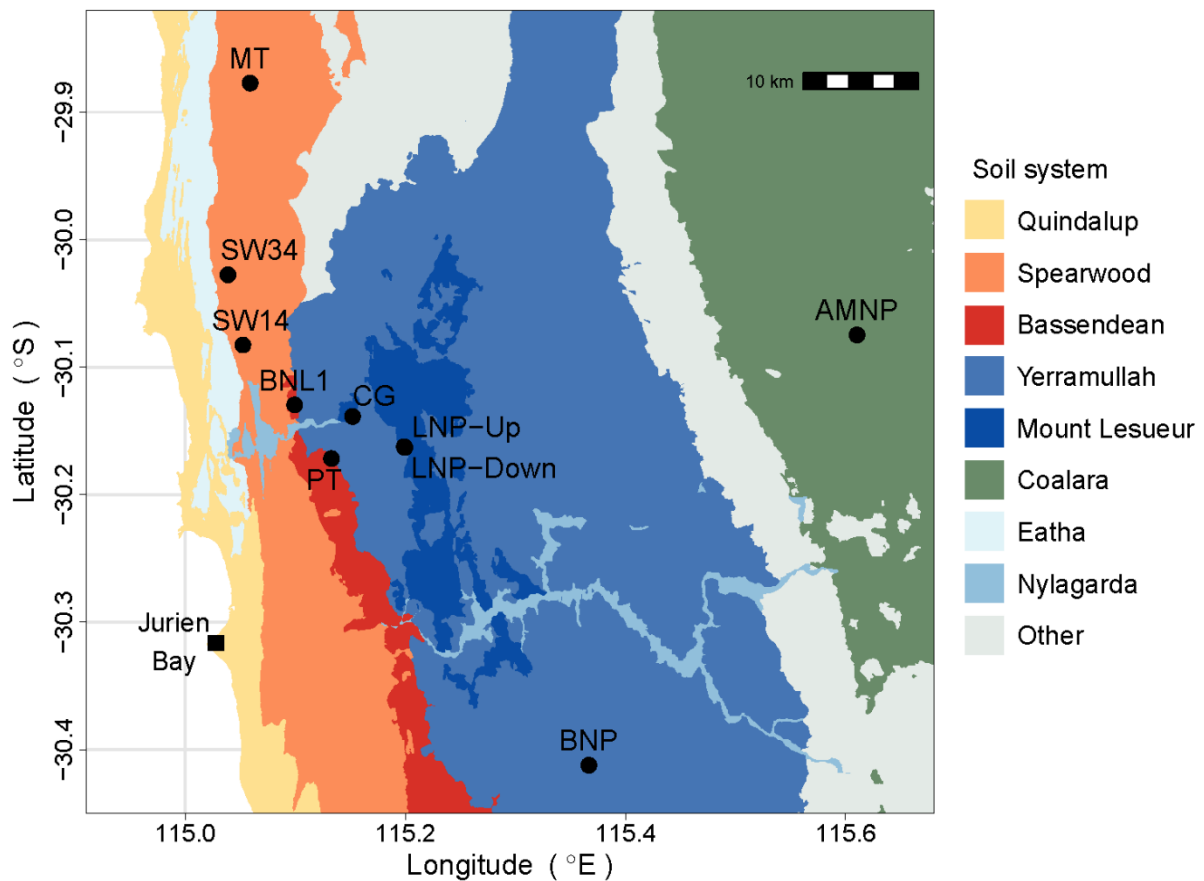 MT
10 km
SW34
SW14
AMNP
BNL1
CG
LNP−Up
LNP−Down
PT
Jurien
Bay
BNP
−29.9
−30.0
−30.1
−30.2
−30.3
−30.4
Latitude (°S)
115.0
115.2
115.4
115.6
Longitude (°E)
Soil system
Quindalup
Spearwood
Bassendean
Yerramullah
Mount Lesueur
Coalara
Eatha
Nylagarda
Other